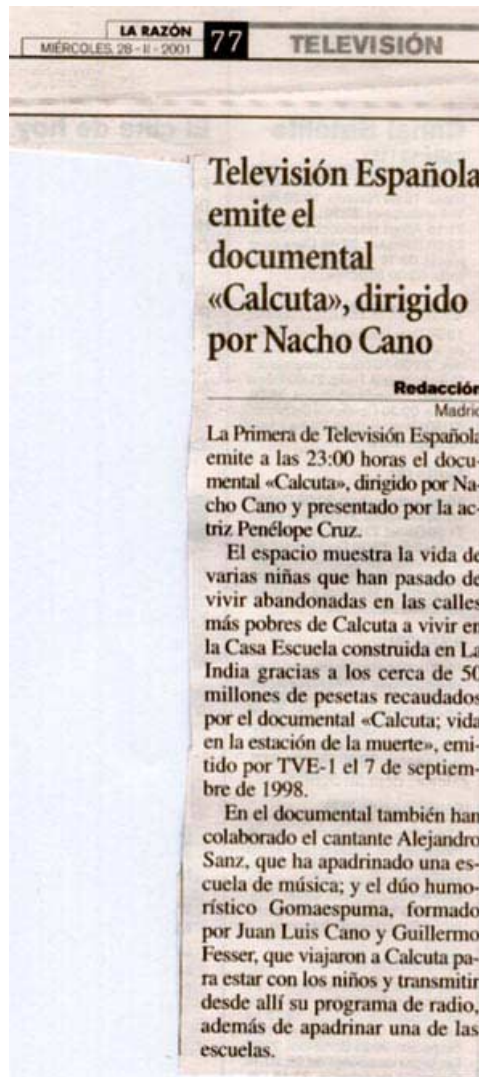 LA RAZÓN
MIÉRCOLES, 28 - II - 2001
77
TELEVISIÓN
Televisión Española
emite el
documental
«Calcuta», dirigido
por Nacho Cano
Redacción
Madrid
La Primera de Televisión Española
emite a las 23:00 horas el docu-
mental «Calcuta», dirigido por Na-
cho Cano y presentado por la ac-
triz Penélope Cruz.
El espacio muestra la vida de
varias niñas que han pasado de
vivir abandonadas en las calles
más pobres de Calcuta a vivir en
la Casa Escuela construida en La
India gracias a los cerca de 50
millones de pesetas recaudados
por el documental «Calcuta; vida
en la estación de la muerte», emi-
tido por TVE-1 el 7 de septiem-
bre de 1998.
En el documental también han
colaborado el cantante Alejandro
Sanz, que ha apadrinado una es-
cuela de música; y el dúo humo-
rístico Gomaespuma, formado
por Juan Luis Cano y Guillermo
Fesser, que viajaron a Calcuta pa-
ra estar con los niños y transmitir
desde allí su programa de radio,
además de apadrinar una de las
escuelas.